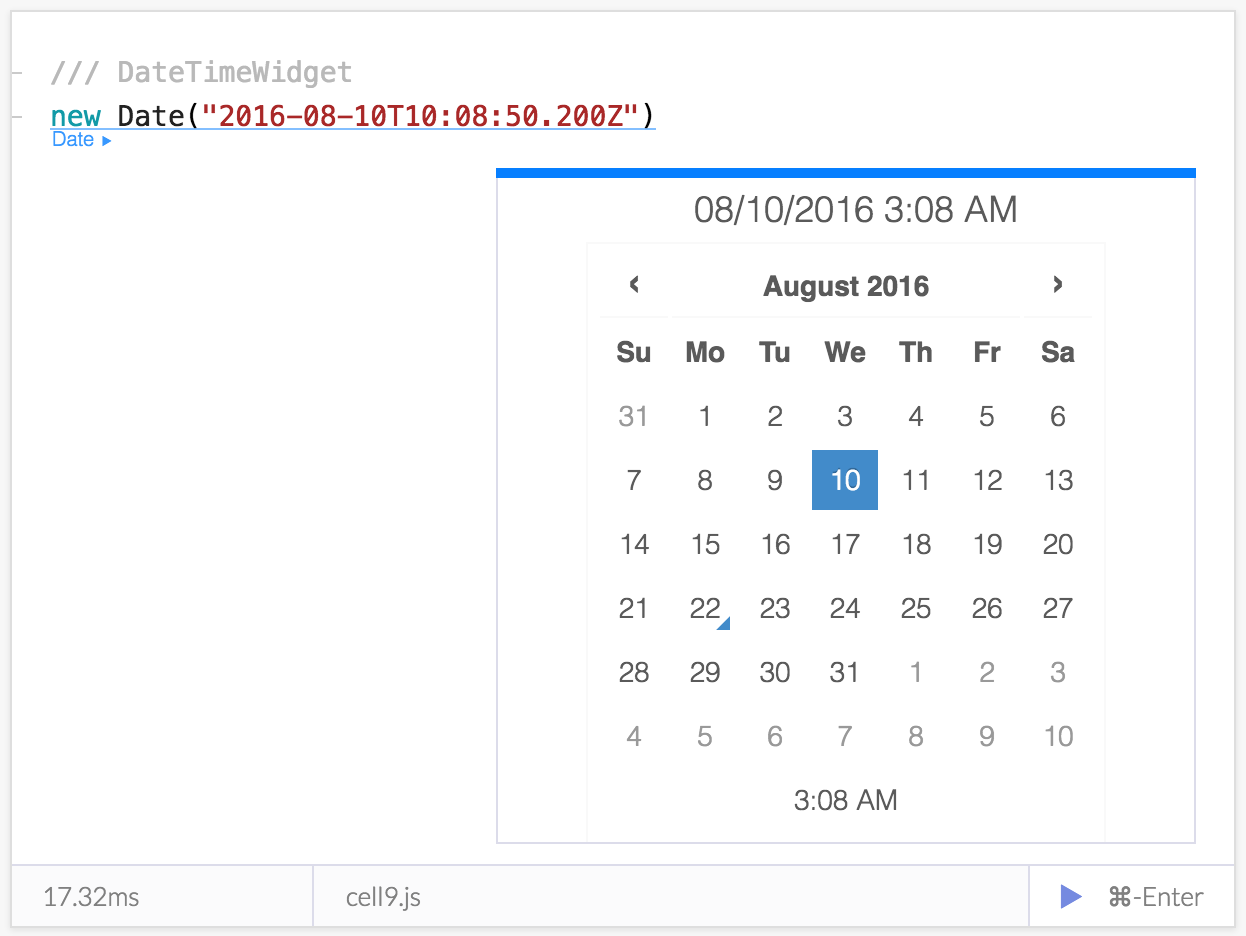 /// DateTimeWidget
new Date("2016-08-10T10:08:50.200Z")
Date ▶
08/10/2016 3:08 AM
‹ August 2016 ›
Su Mo Tu We Th Fr Sa
31 1 2 3 4 5 6
7 8 9 10 11 12 13
14 15 16 17 18 19 20
21 22 23 24 25 26 27
28 29 30 31 1 2 3
4 5 6 7 8 9 10
3:08 AM
17.32ms cell9.js ▶ ⌘-Enter